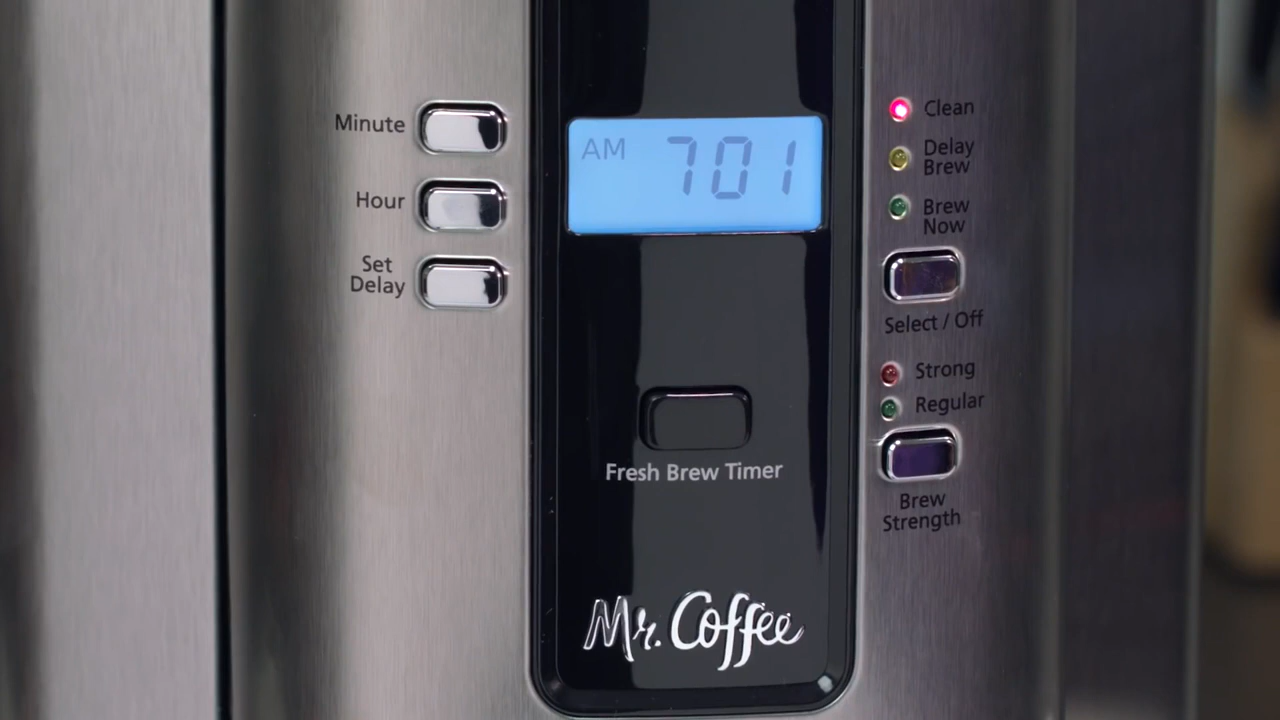 Minute
Hour
Set
Delay
AM 701
Fresh Brew Timer
Mr. Coffee
Clean
Delay
Brew
Brew
Now
Select / Off
Strong
Regular
Brew
Strength